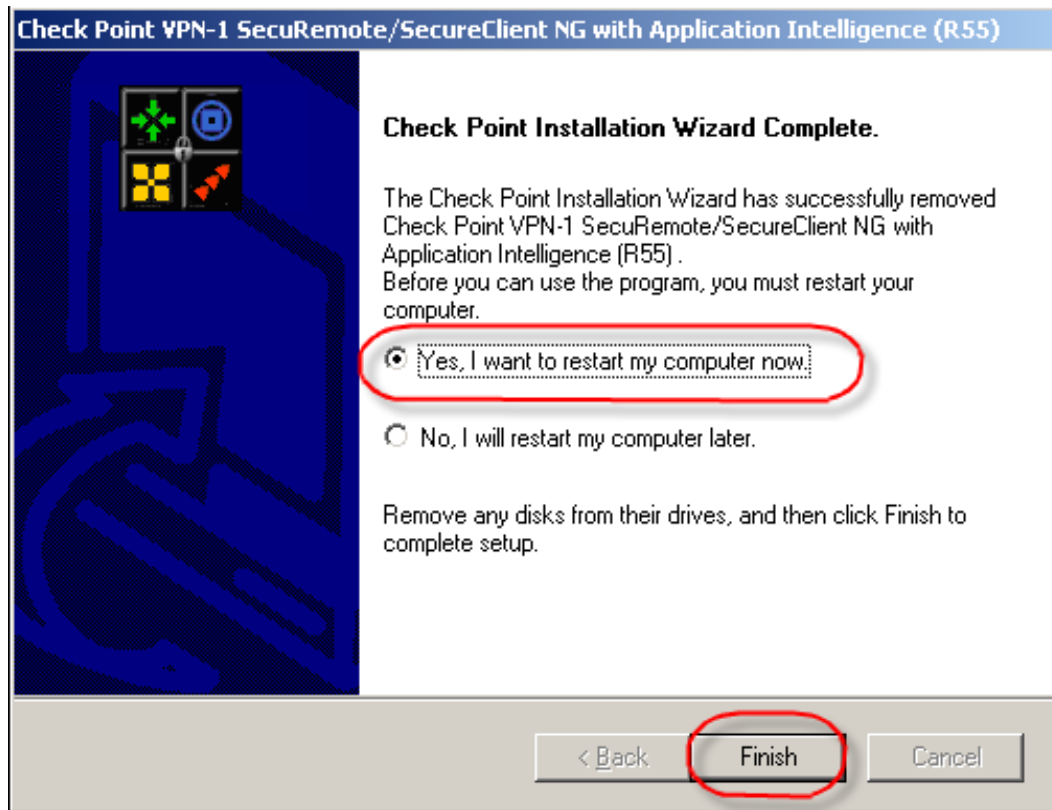 Check Point VPN-1 SecuRemote/SecureClient NG with Application Intelligence (R55)
Check Point Installation Wizard Complete.
The Check Point Installation Wizard has successfully removed
Check Point VPN-1 SecuRemote/SecureClient NG with
Application Intelligence (R55) .
Before you can use the program, you must restart your
computer.
Yes, I want to restart my computer now.
No, I will restart my computer later.
Remove any disks from their drives, and then click Finish to
complete setup.
< Back
Finish
Cancel